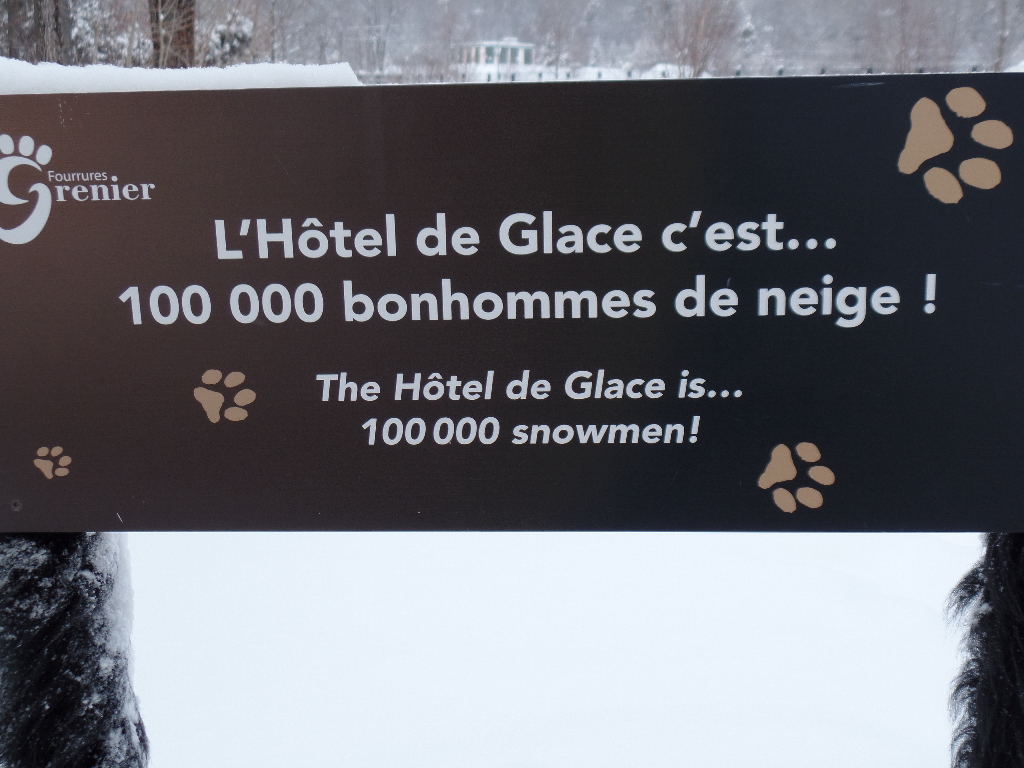 Fourrures
Grenier
L'Hôtel de Glace c'est...
100 000 bonhommes de neige !
The Hôtel de Glace is...
100 000 snowmen!